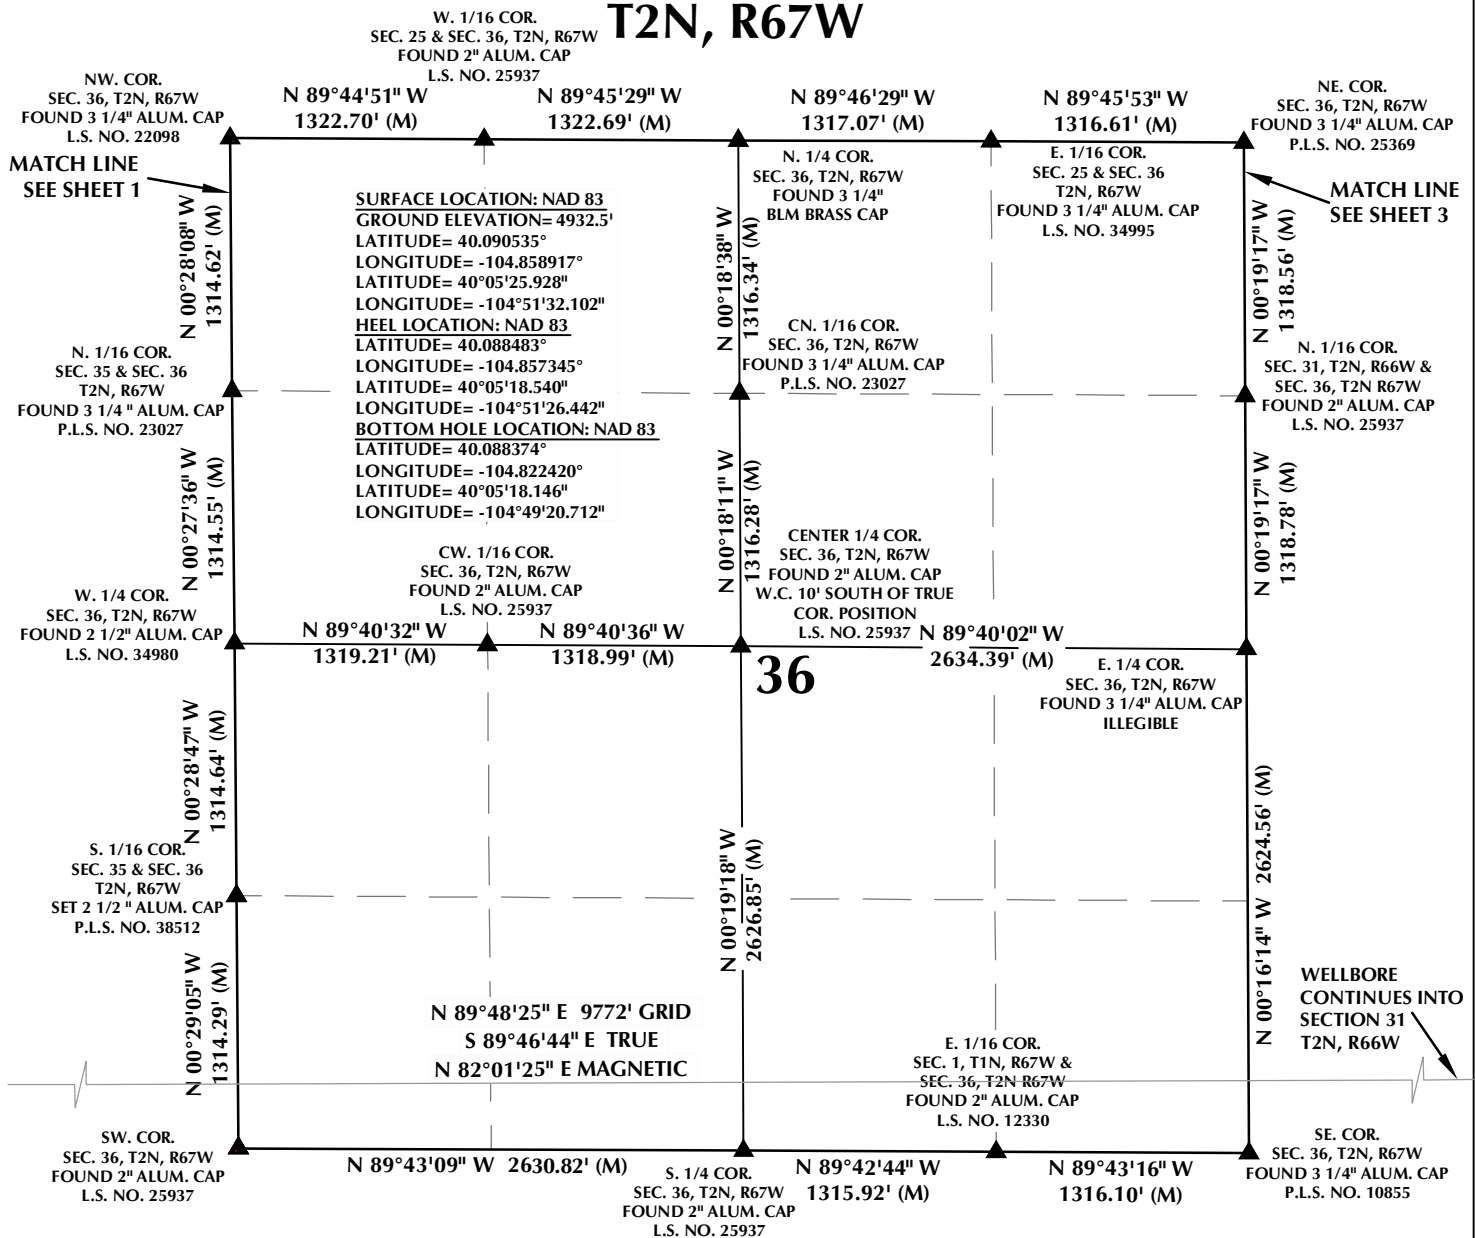 T2N, R67W
W. 1/16 COR.
SEC. 25 & SEC. 36, T2N, R67W
FOUND 2" ALUM. CAP
L.S. NO. 25937
NW. COR.
SEC. 36, T2N, R67W
FOUND 3 1/4" ALUM. CAP
L.S. NO. 22098
N 89°44'51" W
1322.70' (M)
N 89°45'29" W
1322.69' (M)
N 89°46'29" W
1317.07' (M)
N 89°45'53" W
1316.61' (M)
NE. COR.
SEC. 36, T2N, R67W
FOUND 3 1/4" ALUM. CAP
P.L.S. NO. 25369
MATCH LINE
SEE SHEET 1
N. 1/4 COR.
SEC. 36, T2N, R67W
FOUND 3 1/4"
BLM BRASS CAP
E. 1/16 COR.
SEC. 25 & SEC. 36
T2N, R67W
FOUND 3 1/4" ALUM. CAP
L.S. NO. 34995
MATCH LINE
SEE SHEET 3
N 00°28'08" W
1314.62' (M)
SURFACE LOCATION: NAD 83
GROUND ELEVATION= 4932.5'
LATITUDE= 40.090535°
LONGITUDE= -104.858917°
LATITUDE= 40°05'25.928"
LONGITUDE= -104°51'32.102"
HEEL LOCATION: NAD 83
LATITUDE= 40.088483°
LONGITUDE= -104.857345°
LATITUDE= 40°05'18.540"
LONGITUDE= -104°51'26.442"
BOTTOM HOLE LOCATION: NAD 83
LATITUDE= 40.088374°
LONGITUDE= -104.822420°
LATITUDE= 40°05'18.146"
LONGITUDE= -104°49'20.712"
N 00°18'38" W
1316.34' (M)
N 00°19'17" W
1318.56' (M)
N. 1/16 COR.
SEC. 35 & SEC. 36
T2N, R67W
FOUND 3 1/4 " ALUM. CAP
P.L.S. NO. 23027
CN. 1/16 COR.
SEC. 36, T2N, R67W
FOUND 3 1/4" ALUM. CAP
P.L.S. NO. 23027
N. 1/16 COR.
SEC. 31, T2N, R66W &
SEC. 36, T2N R67W
FOUND 2" ALUM. CAP
L.S. NO. 25937
N 00°27'36" W
1314.55' (M)
N 00°18'11" W
1316.28' (M)
N 00°19'17" W
1318.78' (M)
W. 1/4 COR.
SEC. 36, T2N, R67W
FOUND 2 1/2" ALUM. CAP
L.S. NO. 34980
CW. 1/16 COR.
SEC. 36, T2N, R67W
FOUND 2" ALUM. CAP
L.S. NO. 25937
CENTER 1/4 COR.
SEC. 36, T2N, R67W
FOUND 2" ALUM. CAP
W.C. 10' SOUTH OF TRUE
COR. POSITION
L.S. NO. 25937
N 89°40'32" W
1319.21' (M)
N 89°40'36" W
1318.99' (M)
N 89°40'02" W
2634.39' (M)
36
E. 1/4 COR.
SEC. 36, T2N, R67W
FOUND 3 1/4" ALUM. CAP
ILLEGIBLE
N 00°28'47" W
1314.64' (M)
S. 1/16 COR.
SEC. 35 & SEC. 36
T2N, R67W
SET 2 1/2 " ALUM. CAP
P.L.S. NO. 38512
N 00°19'18" W
2626.85' (M)
N 00°16'14" W 2624.56' (M)
N 00°29'05" W
1314.29' (M)
N 89°48'25" E 9772' GRID
S 89°46'44" E TRUE
N 82°01'25" E MAGNETIC
WELLBORE
CONTINUES INTO
SECTION 31
T2N, R66W
E. 1/16 COR.
SEC. 1, T1N, R67W &
SEC. 36, T2N R67W
FOUND 2" ALUM. CAP
L.S. NO. 12330
SW. COR.
SEC. 36, T2N, R67W
FOUND 2" ALUM. CAP
L.S. NO. 25937
N 89°43'09" W 2630.82' (M)
S. 1/4 COR.
SEC. 36, T2N, R67W
FOUND 2" ALUM. CAP
L.S. NO. 25937
N 89°42'44" W
1315.92' (M)
N 89°43'16" W
1316.10' (M)
SE. COR.
SEC. 36, T2N, R67W
FOUND 3 1/4" ALUM. CAP
P.L.S. NO. 10855